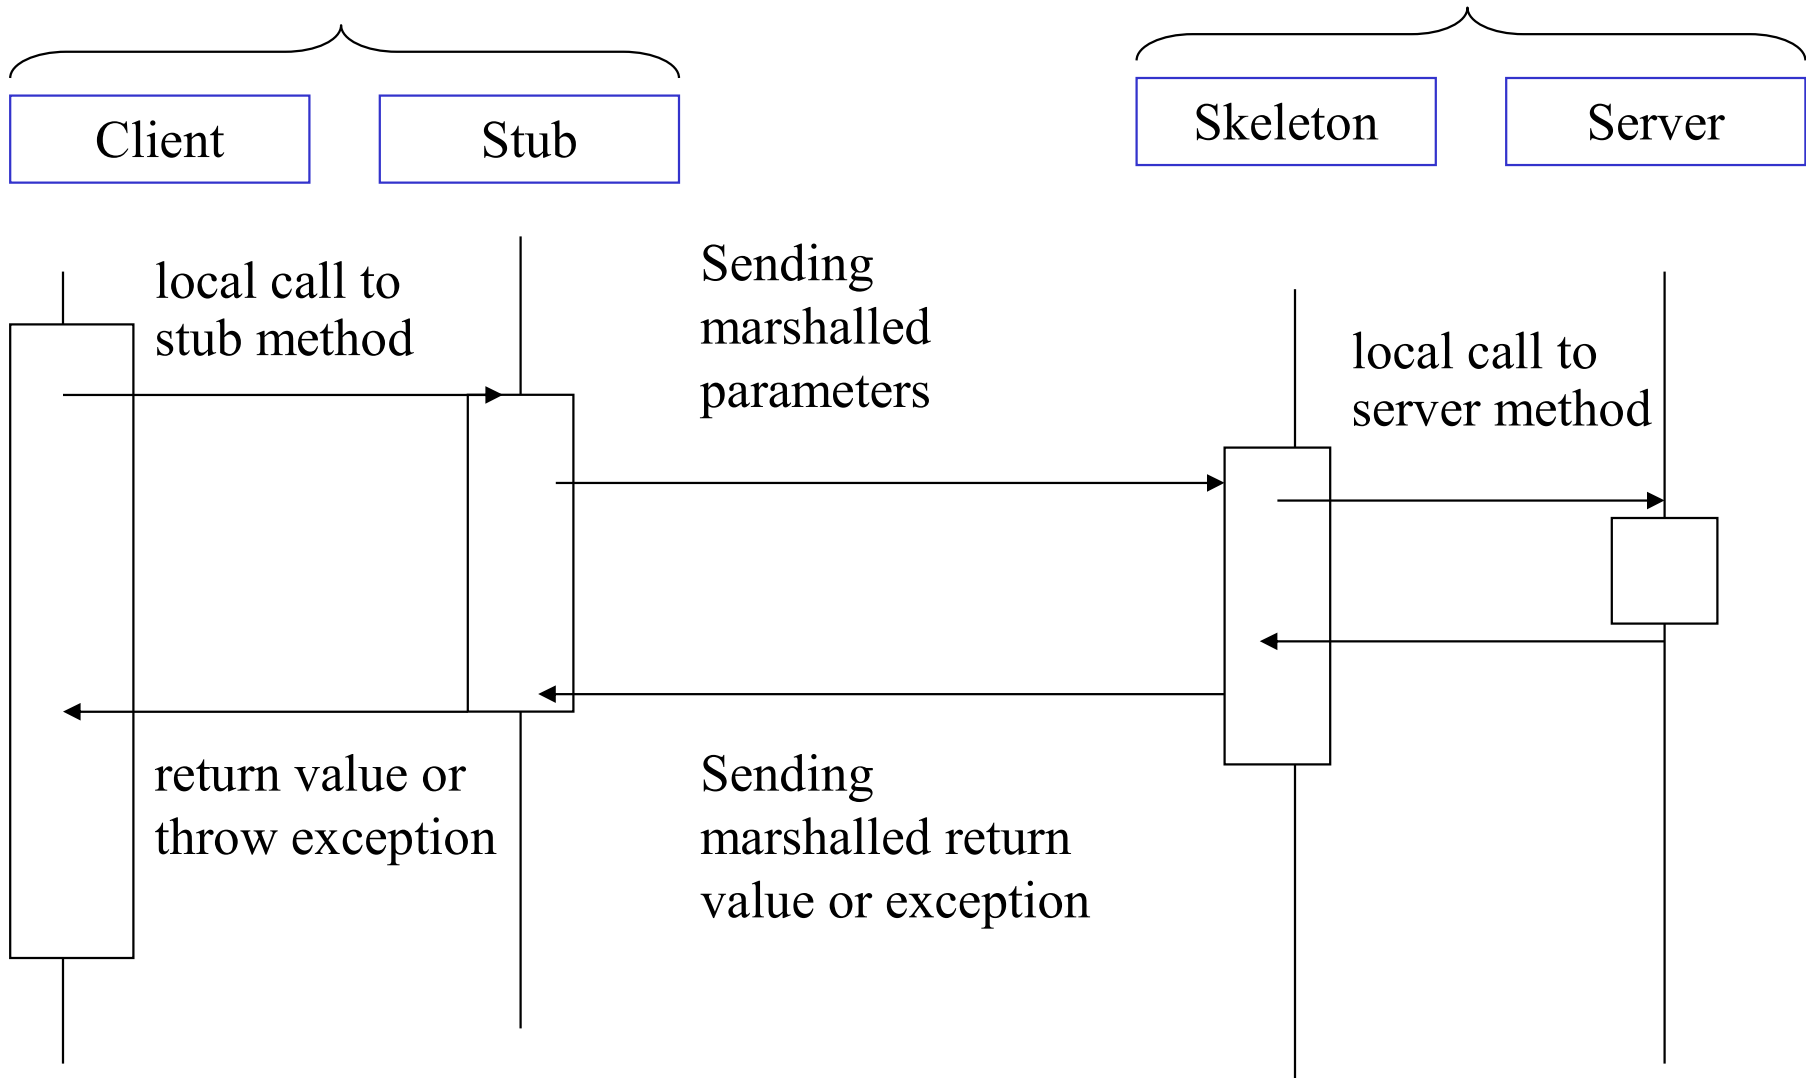 Client
Stub
Skeleton
Server
local call to
stub method
Sending
marshalled
parameters
local call to
server method
return value or
throw exception
Sending
marshalled return
value or exception